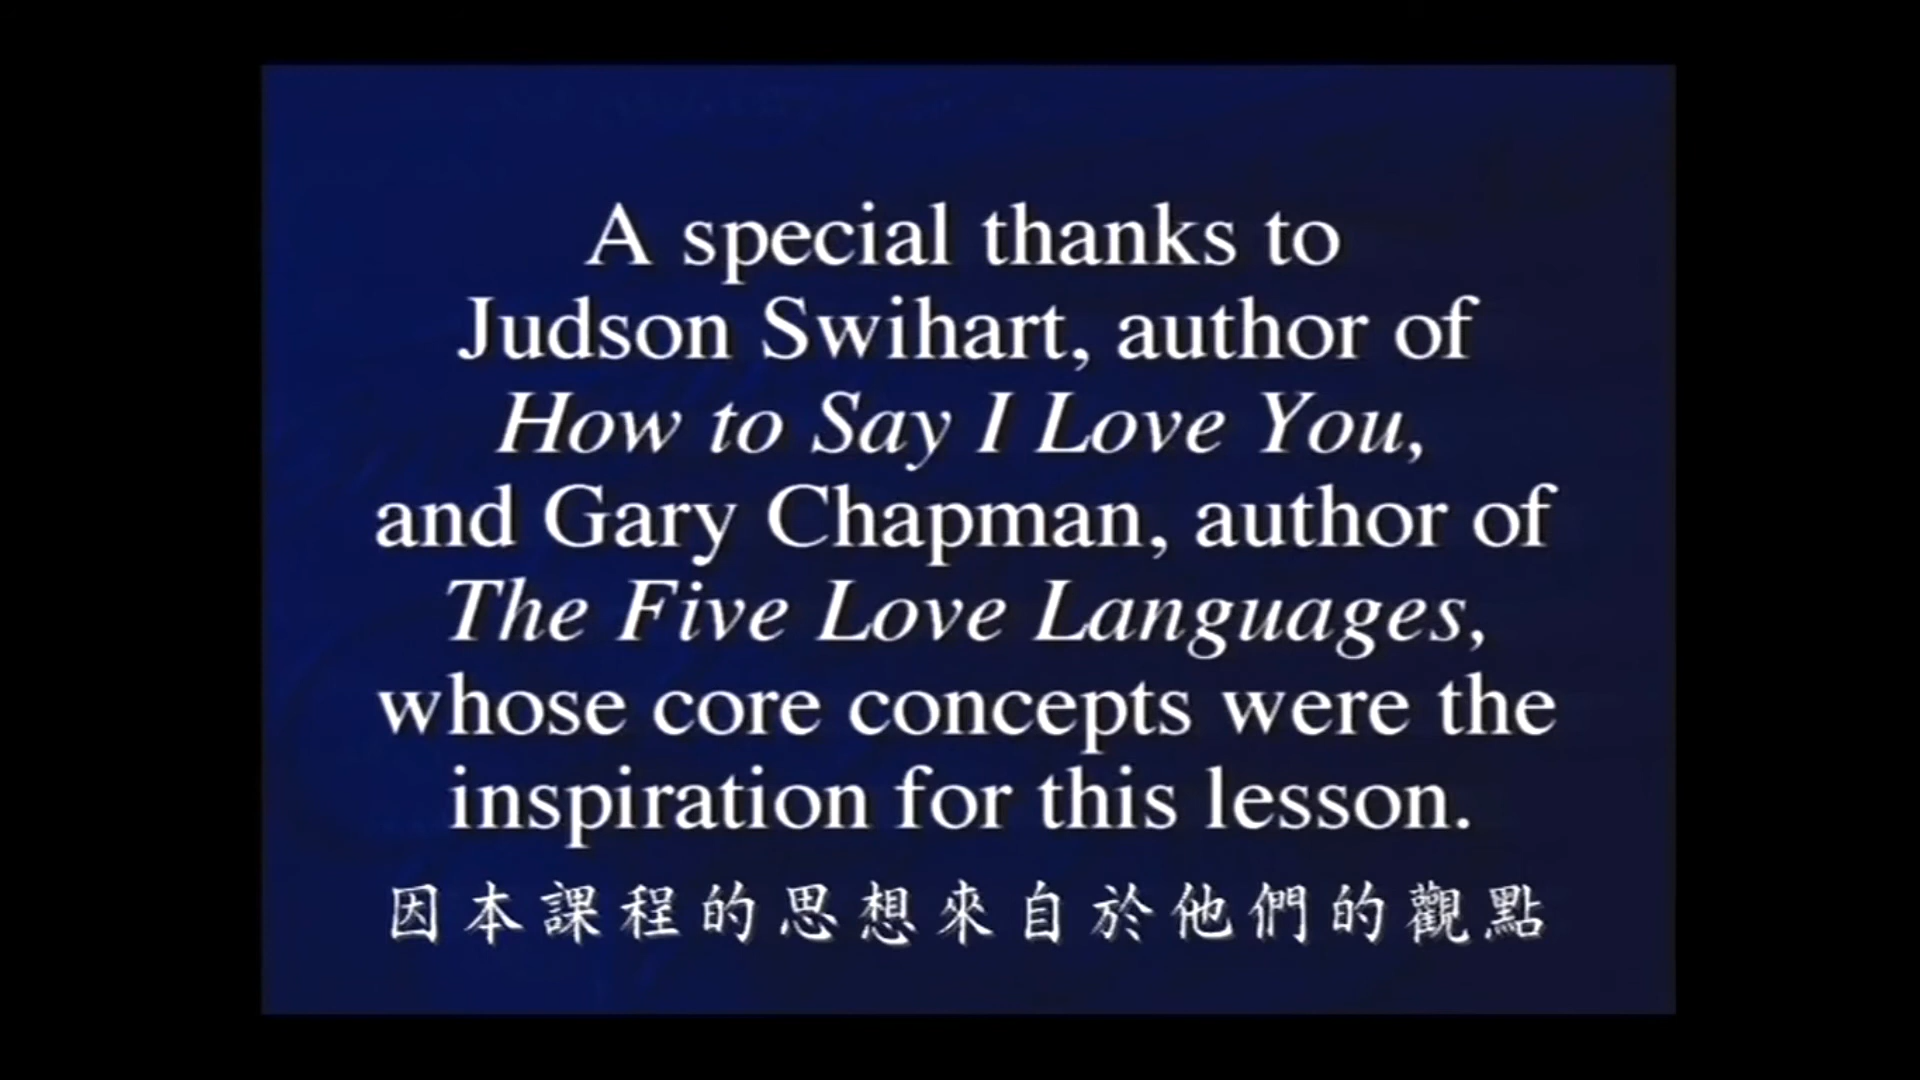 A special thanks to
Judson Swihart, author of
How to Say I Love You,
and Gary Chapman, author of
The Five Love Languages,
whose core concepts were the
inspiration for this lesson.
因本課程的思想來自於他們的觀點